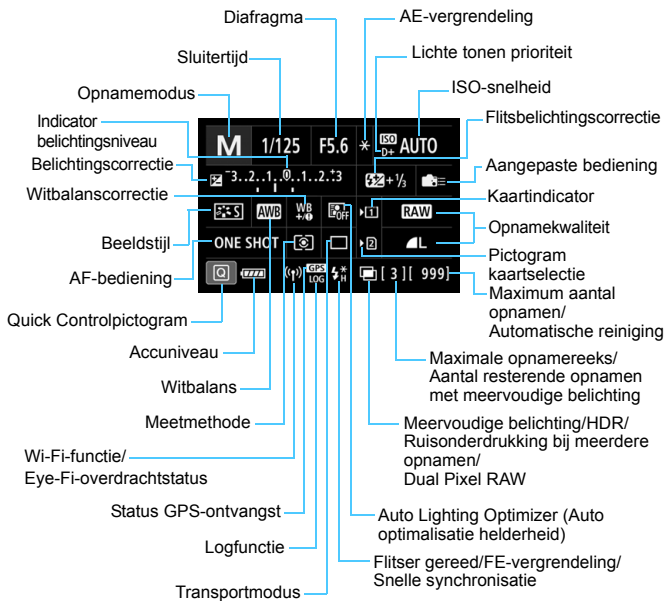 Diafragma
AE-vergrendeling
Sluitertijd
Lichte tonen prioriteit
Opnamemodus
ISO-snelheid
Indicator
belichtingsniveau
Flitsbelichtingscorrectie
M 1/125 F5.6 * ISO D+ AUTO
Belichtingscorrectie
-3..2..1..0..1..2..+3
+1/3
Aangepaste bediening
Witbalanscorrectie
Kaartindicator
S AWB WB +/- OFF 1 RAW
Beeldstijl
Opnamekwaliteit
ONE SHOT 2 L
AF-bediening
Pictogram
kaartselectie
Q GPS LOG H [ 3 ][ 999]
Maximum aantal
opnamen/
Automatische reiniging
Quick Controlpictogram
Accuniveau
Maximale opnamereeks/
Aantal resterende opnamen
met meervoudige belichting
Witbalans
Meetmethode
Meervoudige belichting/HDR/
Ruisonderdrukking bij meerdere
opnamen/
Dual Pixel RAW
Wi-Fi-functie/
Eye-Fi-overdrachtstatus
Status GPS-ontvangst
Auto Lighting Optimizer (Auto
optimalisatie helderheid)
Logfunctie
Flitser gereed/FE-vergrendeling/
Snelle synchronisatie
Transportmodus